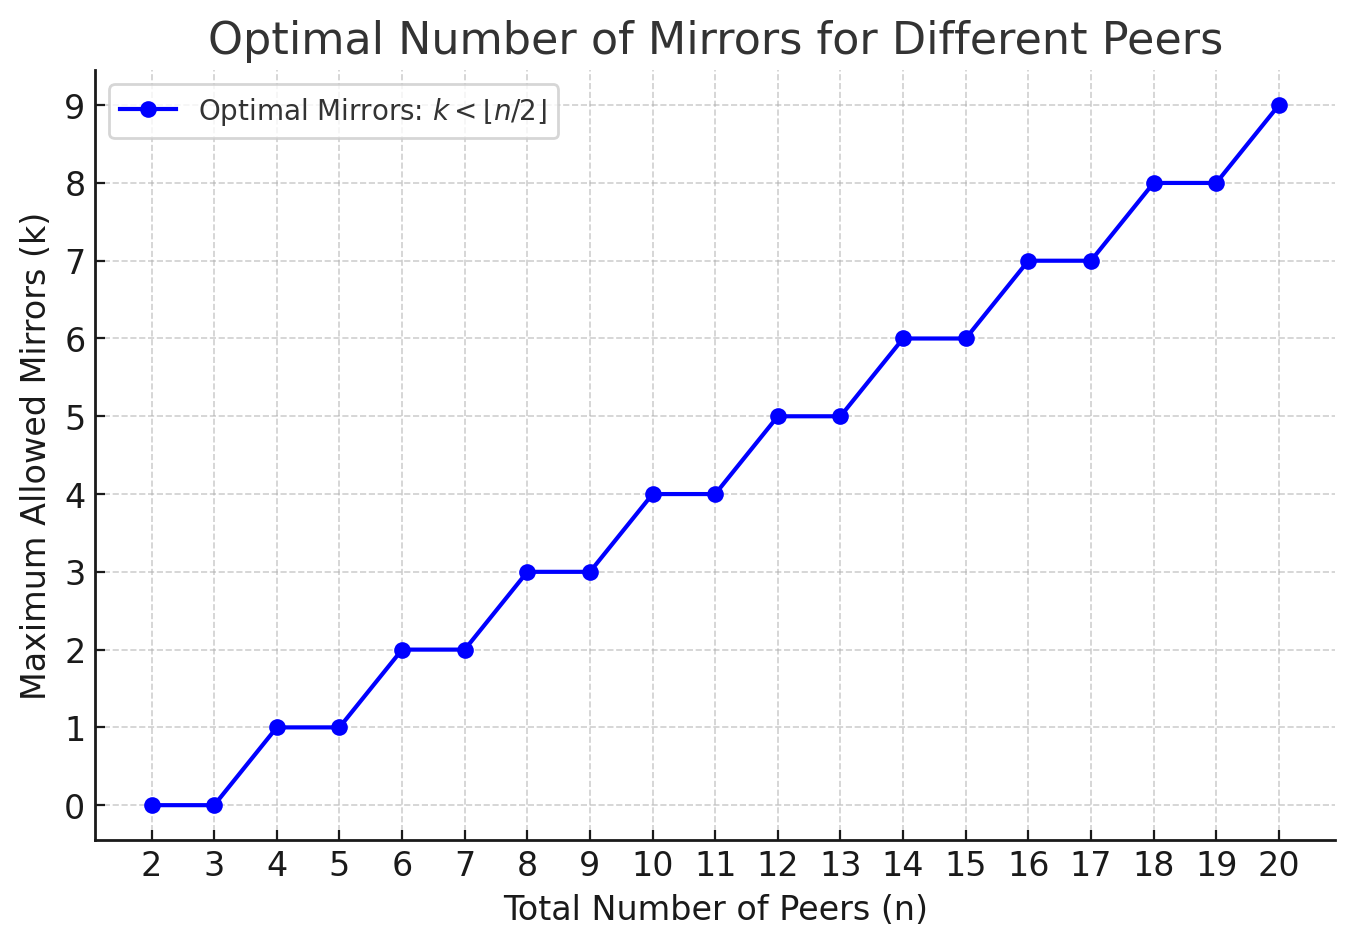 Optimal Number of Mirrors for Different Peers
Optimal Mirrors: k < ⌊n/2⌋
Maximum Allowed Mirrors (k)
9
8
7
6
5
4
3
2
1
0
2 3 4 5 6 7 8 9 10 11 12 13 14 15 16 17 18 19 20
Total Number of Peers (n)